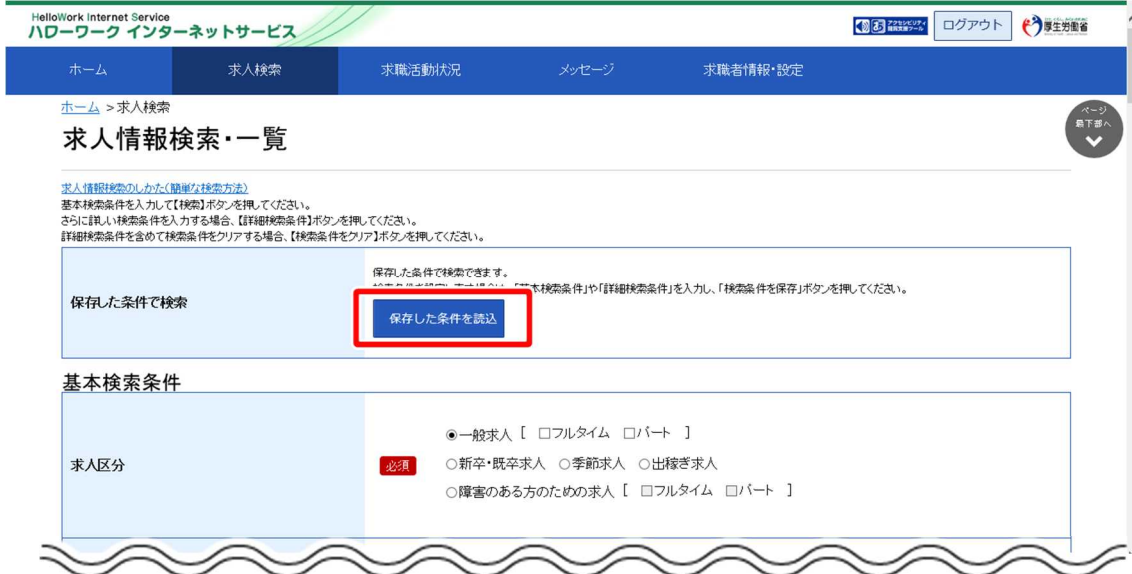 HelloWork Internet Service
ハローワーク インターネットサービス
アクセシビリティ
閲覧支援ツール
ログアウト
厚生労働省
ホーム 求人検索 求職活動状況 メッセージ 求職者情報・設定
ホーム >求人検索
ページ
最下部へ
求人情報検索・一覧
求人情報検索のしかた(簡単な検索方法)
基本検索条件を入力して【検索】ボタンを押してください。
さらに詳しい検索条件を入力する場合、【詳細検索条件】ボタンを押してください。
詳細検索条件を含めて検索条件をクリアする場合、【検索条件をクリア】ボタンを押してください。
保存した条件で検索できます。
本検索条件」や「詳細検索条件」を入力し、「検索条件を保存」ボタンを押してください。
保存した条件で検索
保存した条件を読込
基本検索条件
一般求人 [ フルタイム パート ]
求人区分 必須 新卒・既卒求人 季節求人 出稼ぎ求人
障害のある方のための求人 [ フルタイム パート ]